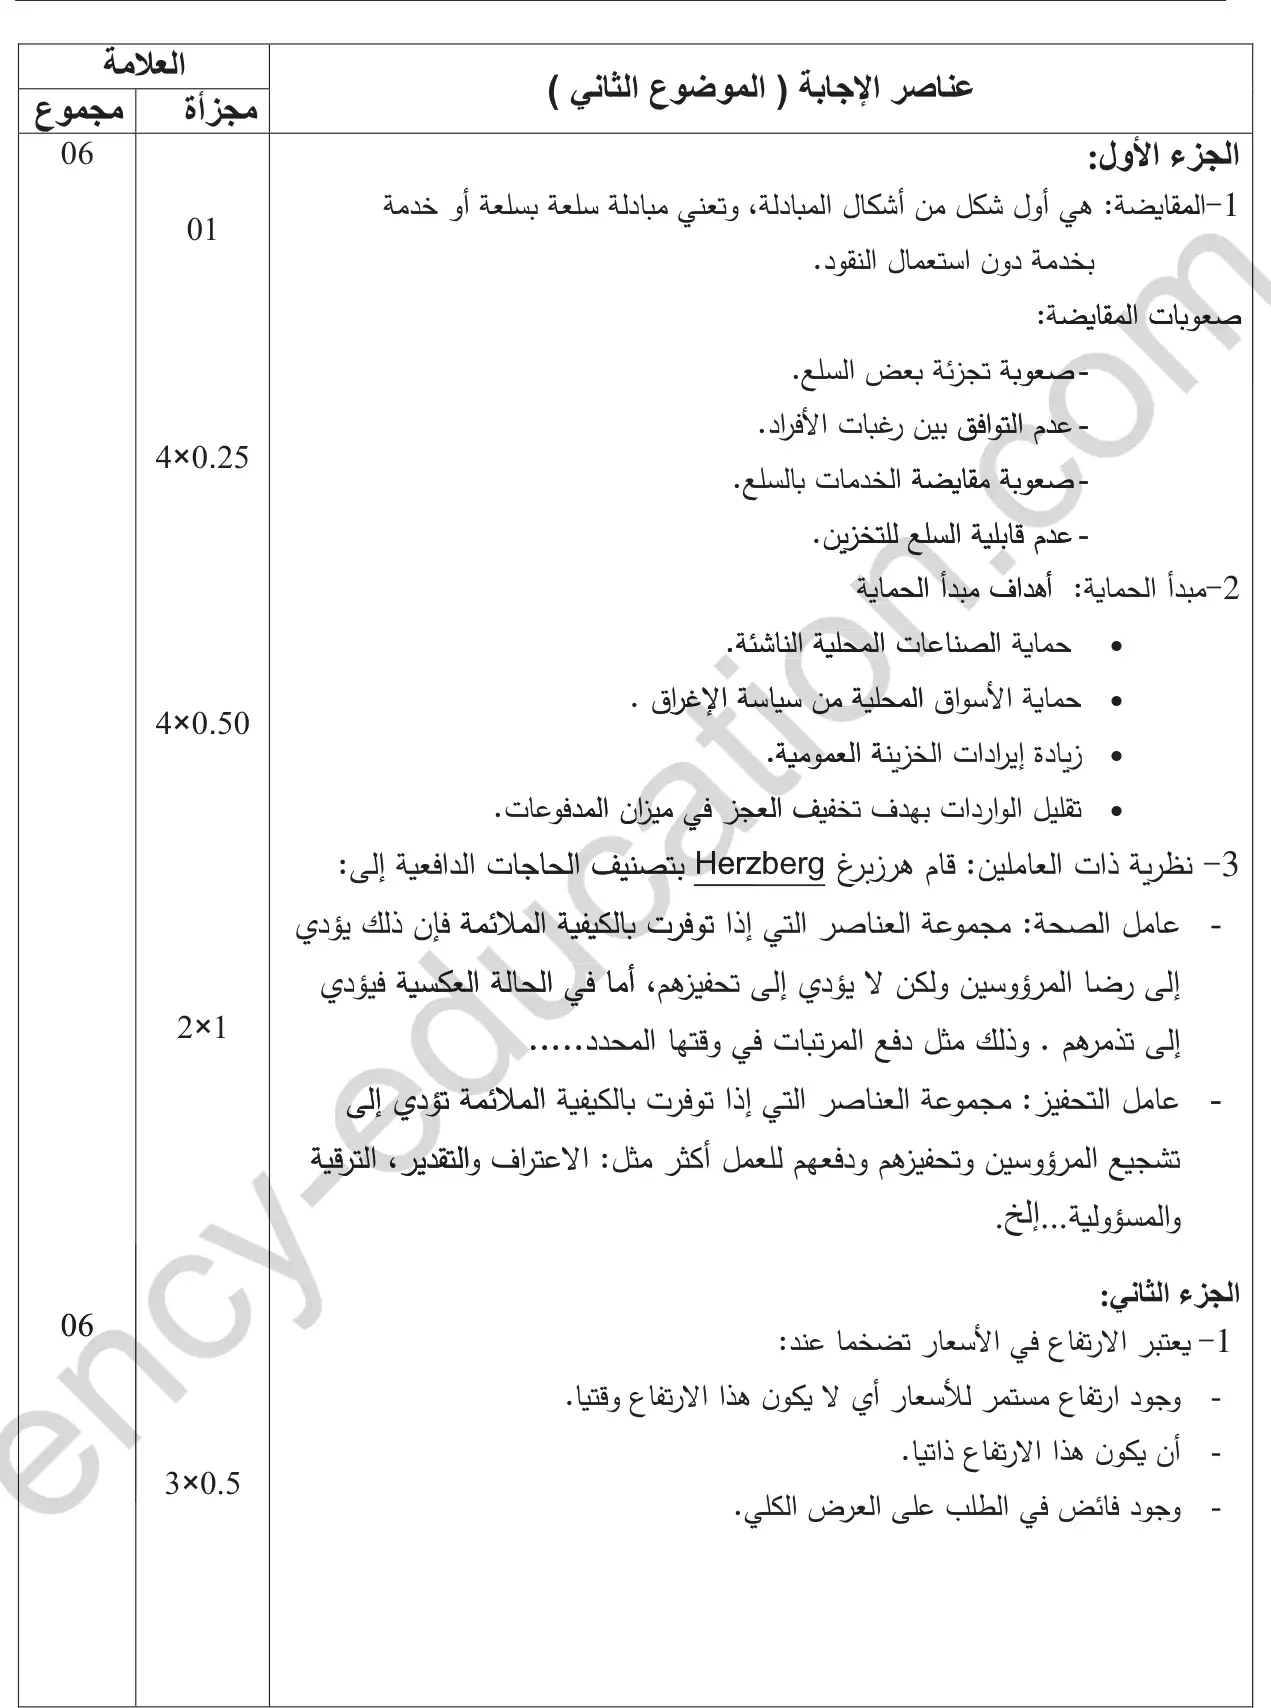 العلامة
عناصر الإجابة ( الموضوع الثاني )
مجموع
مجزأة
06
الجزء الأول:
1-المقايضة: هي أول شكل من أشكال المبادلة، وتعني مبادلة سلعة بسلعة أو خدمة
01
بخدمة دون استعمال النقود.
صعوبات المقايضة:
-صعوبة تجزئة بعض السلع.
-عدم التوافق بين رغبات الأفراد.
4×0.25
-صعوبة مقايضة الخدمات بالسلع.
-عدم قابلية السلع للتخزين.
2-مبدأ الحماية: أهداف مبدأ الحماية
• حماية الصناعات المحلية الناشئة.
• حماية الأسواق المحلية من سياسة الإغراق .
4×0.50
• زيادة إيرادات الخزينة العمومية.
• تقليل الواردات بهدف تخفيف العجز في ميزان المدفوعات.
3- نظرية ذات العاملين: قام هرزبرغ Herzberg بتصنيف الحاجات الدافعية إلى:
- عامل الصحة: مجموعة العناصر التي إذا توفرت بالكيفية الملائمة فإن ذلك يؤدي
إلى رضا المرؤوسين ولكن لا يؤدي إلى تحفيزهم، أما في الحالة العكسية فيؤدي
2×1
إلى تذمرهم . وذلك مثل دفع المرتبات في وقتها المحدد.....
- عامل التحفيز: مجموعة العناصر التي إذا توفرت بالكيفية الملائمة تؤدي إلى
تشجيع المرؤوسين وتحفيزهم ودفعهم للعمل أكثر مثل: الاعتراف والتقدير، الترقية
والمسؤولية...إلخ.
الجزء الثاني:
06
1- يعتبر الارتفاع في الأسعار تضخما عند:
- وجود ارتفاع مستمر للأسعار أي لا يكون هذا الارتفاع وقتيا.
- أن يكون هذا الارتفاع ذاتيا.
3×0.5
- وجود فائض في الطلب على العرض الكلي.
ency-education.com